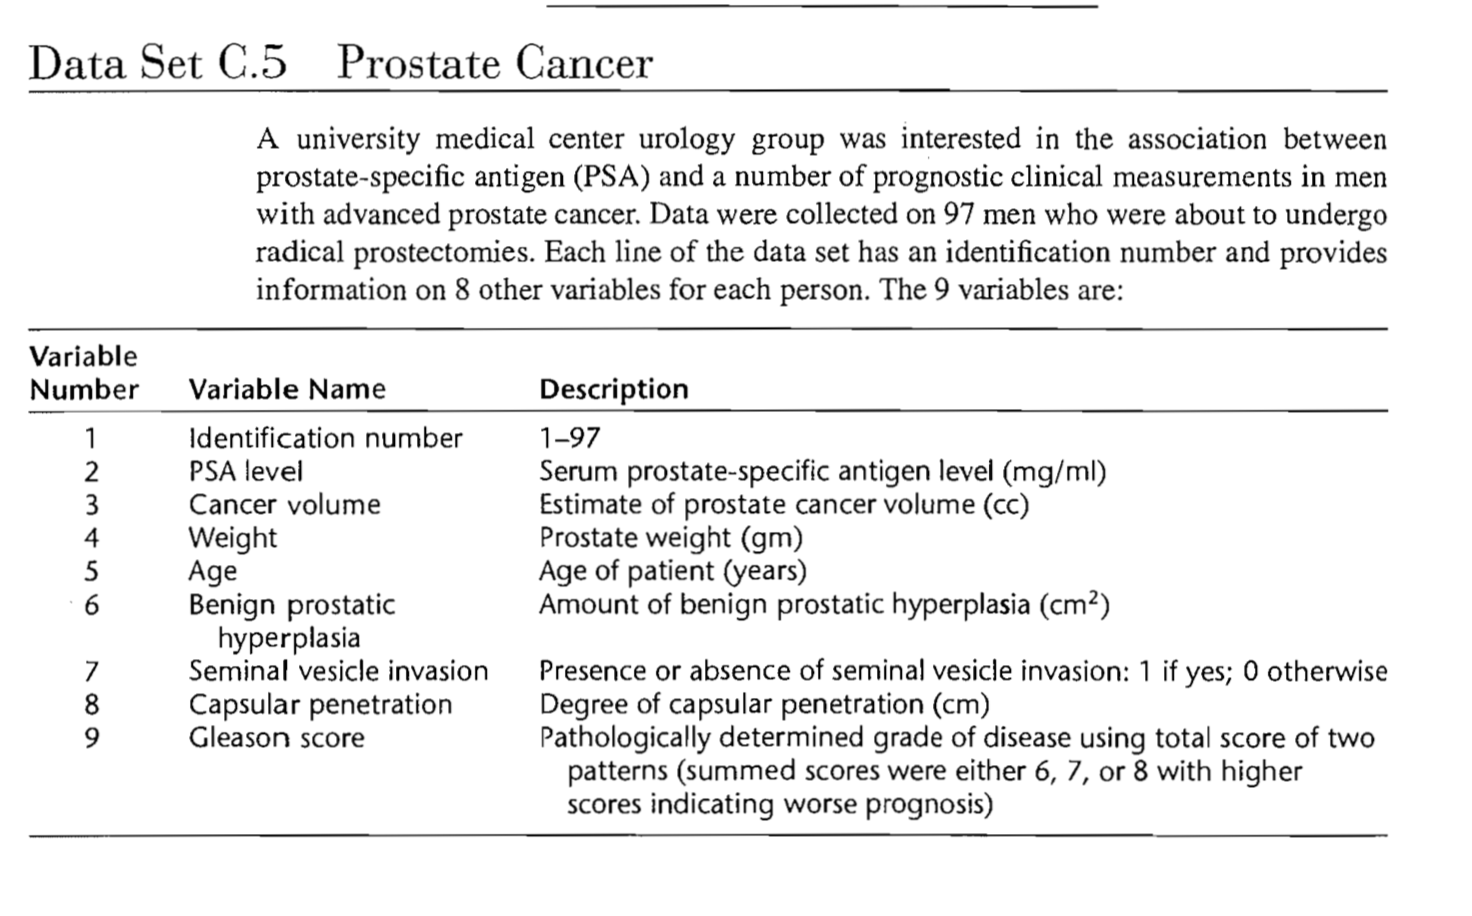 Data Set C.5 Prostate Cancer
A university medical center urology group was interested in the association between
prostate-specific antigen (PSA) and a number of prognostic clinical measurements in men
with advanced prostate cancer. Data were collected on 97 men who were about to undergo
radical prostectomies. Each line of the data set has an identification number and provides
information on 8 other variables for each person. The 9 variables are:
Variable
Number Variable Name Description
1 Identification number 1–97
2 PSA level Serum prostate-specific antigen level (mg/ml)
3 Cancer volume Estimate of prostate cancer volume (cc)
4 Weight Prostate weight (gm)
5 Age Age of patient (years)
6 Benign prostatic Amount of benign prostatic hyperplasia (cm²)
hyperplasia
7 Seminal vesicle invasion Presence or absence of seminal vesicle invasion: 1 if yes; 0 otherwise
8 Capsular penetration Degree of capsular penetration (cm)
9 Gleason score Pathologically determined grade of disease using total score of two
patterns (summed scores were either 6, 7, or 8 with higher
scores indicating worse prognosis)